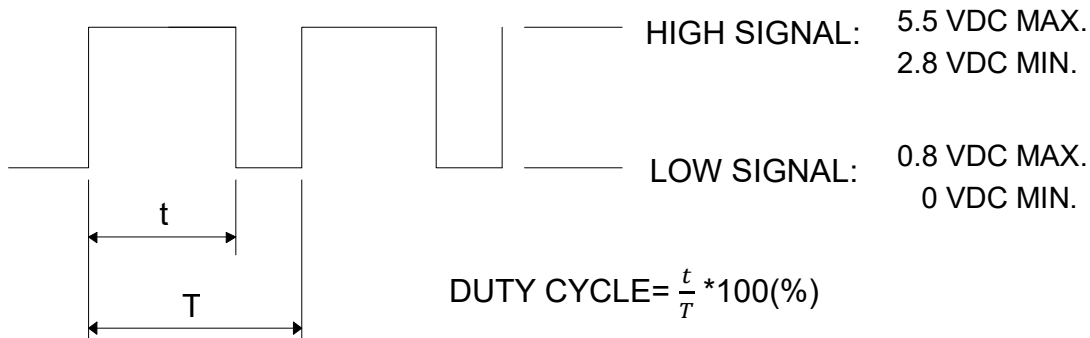 HIGH SIGNAL: 5.5 VDC MAX.
2.8 VDC MIN.
LOW SIGNAL: 0.8 VDC MAX.
0 VDC MIN.
t
T
DUTY CYCLE= t/T *100(%)